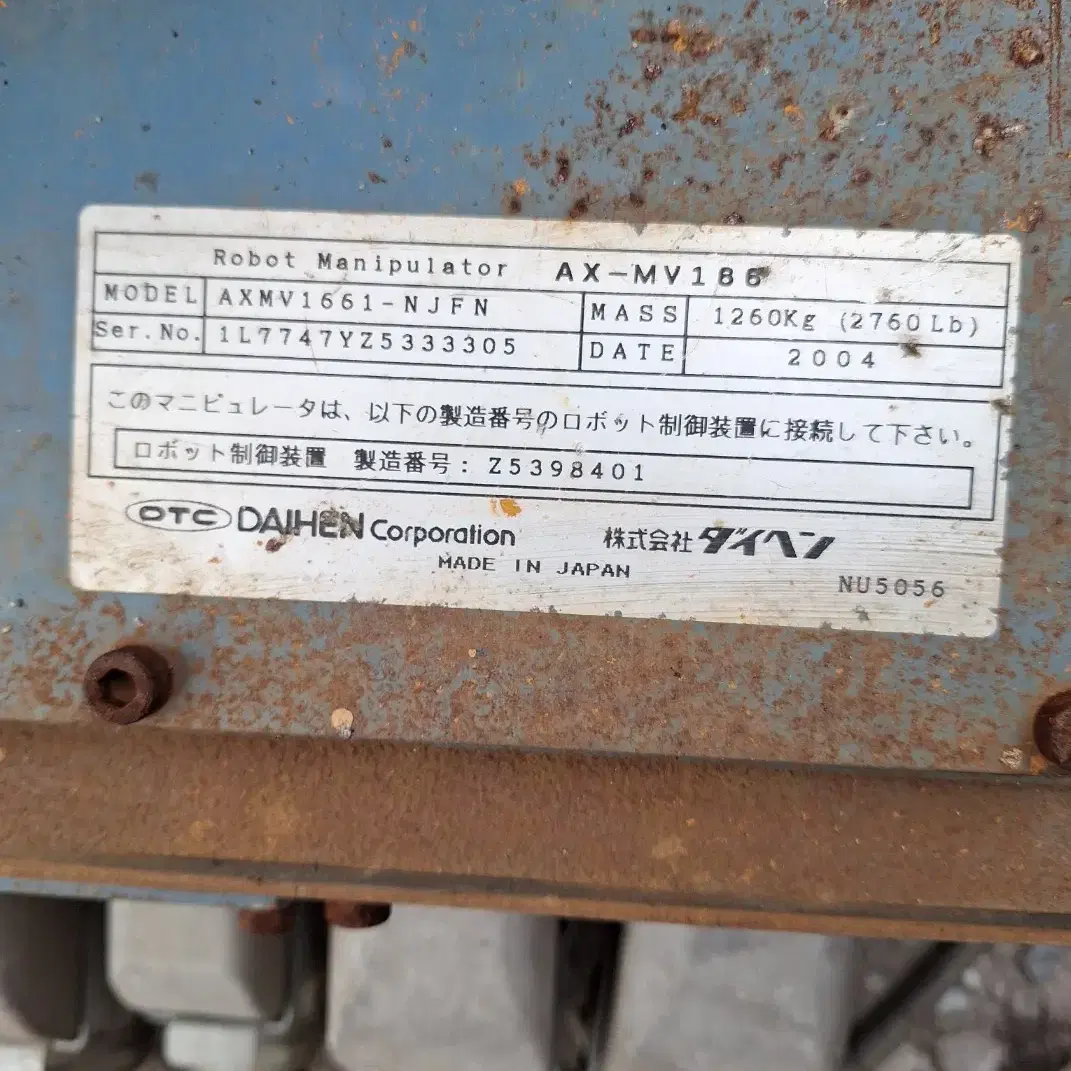 Robot Manipulator AX-MV166
MODEL AXMV1661-NJFN MASS 1260Kg (2760Lb)
Ser.No. 1L7747YZ5333305 DATE 2004
このマニピュレータは、以下の製造番号のロボット制御装置に接続して下さい。
ロボット制御装置 製造番号: Z5398401
OTC DAIHEN Corporation 株式会社ダイヘン
MADE IN JAPAN
NU5056